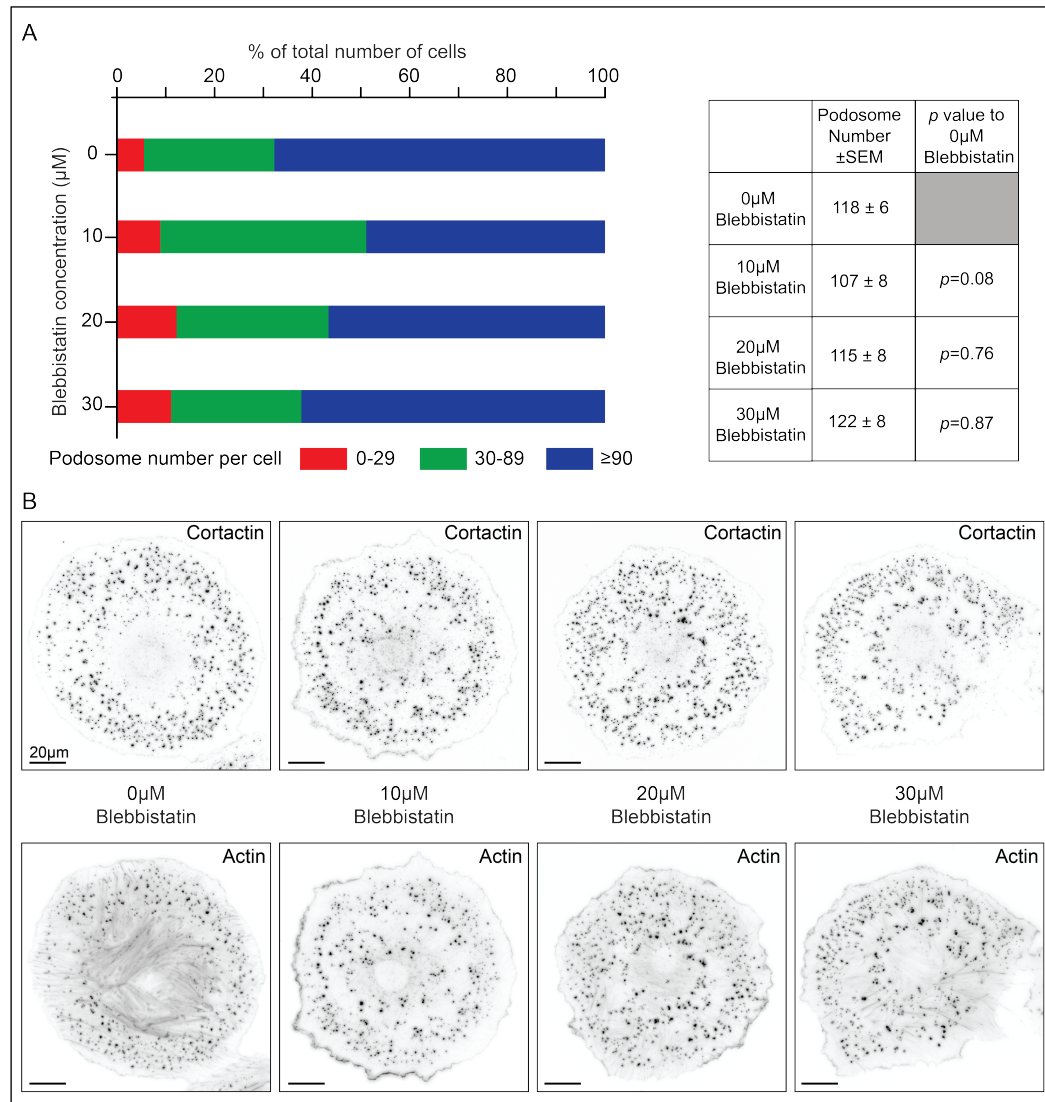 A
% of total number of cells
0 20 40 60 80 100
Blebbistatin concentration (µM)
0
10
20
30
Podosome number per cell 0-29 30-89 ≥90
Podosome
Number
±SEM
p value to
0µM
Blebbistatin
0µM
Blebbistatin
118 ± 6
10µM
Blebbistatin
107 ± 8
p=0.08
20µM
Blebbistatin
115 ± 8
p=0.76
30µM
Blebbistatin
122 ± 8
p=0.87
B
Cortactin
20µm
Cortactin
Cortactin
Cortactin
0µM
Blebbistatin
10µM
Blebbistatin
20µM
Blebbistatin
30µM
Blebbistatin
Actin
Actin
Actin
Actin